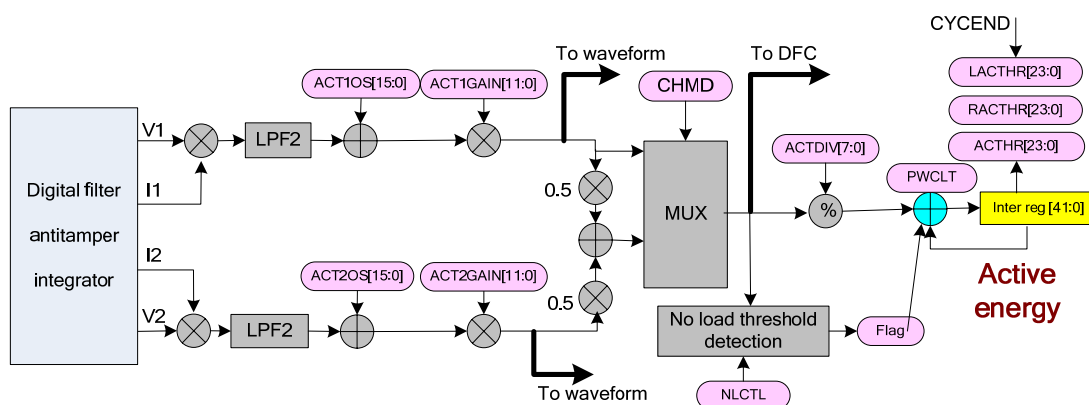 CYCEND
To waveform
To DFC
LACTHR[23:0]
ACT1OS[15:0]
ACT1GAIN[11:0]
CHMD
RACTHR[23:0]
V1
LPF2
ACTDIV[7:0]
ACTHR[23:0]
PWCLT
Digital filter
antitamper
integrator
I1
0.5
MUX
%
Inter reg [41:0]
I2
ACT2OS[15:0]
ACT2GAIN[11:0]
Active
energy
V2
LPF2
0.5
No load threshold
detection
Flag
To waveform
NLCTL